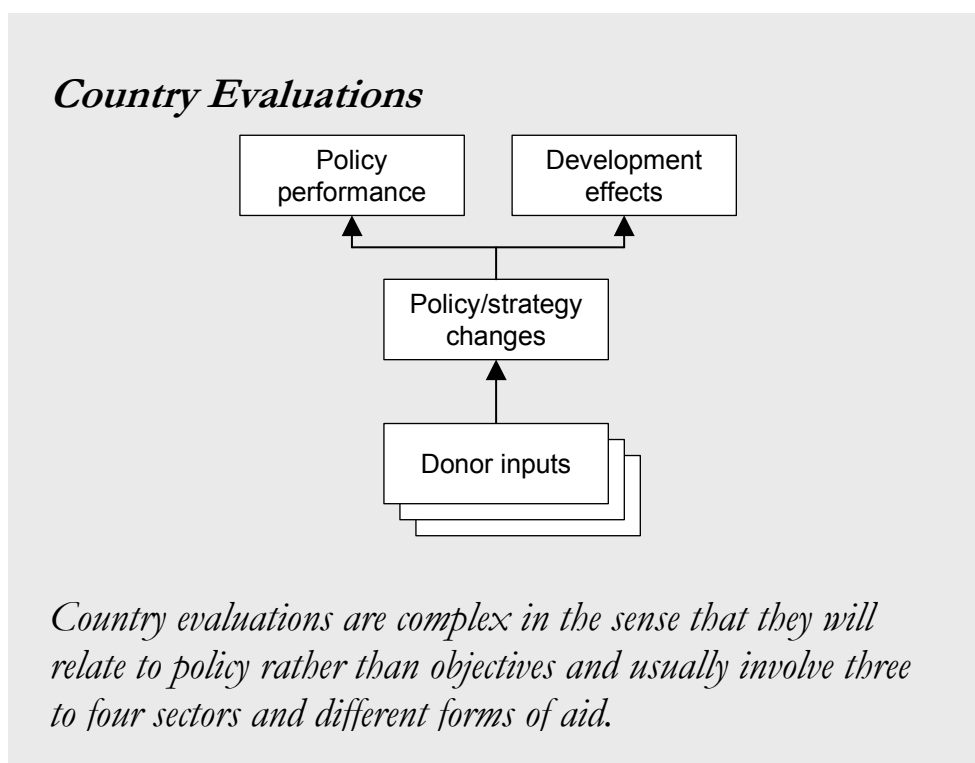 Country Evaluations
Policy
performance
Development
effects
Policy/strategy
changes
Donor inputs
Country evaluations are complex in the sense that they will
relate to policy rather than objectives and usually involve three
to four sectors and different forms of aid.